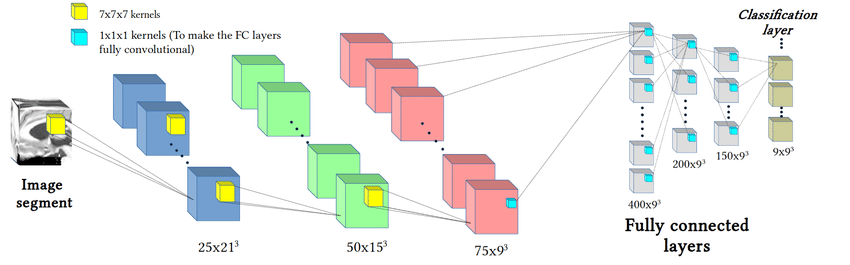 7x7x7 kernels
1x1x1 kernels (To make the FC layers
fully convolutional)
Classification
layer
Image
segment
25x21³
50x15³
75x9³
400x9³
200x9³
150x9³
9x9³
Fully connected
layers